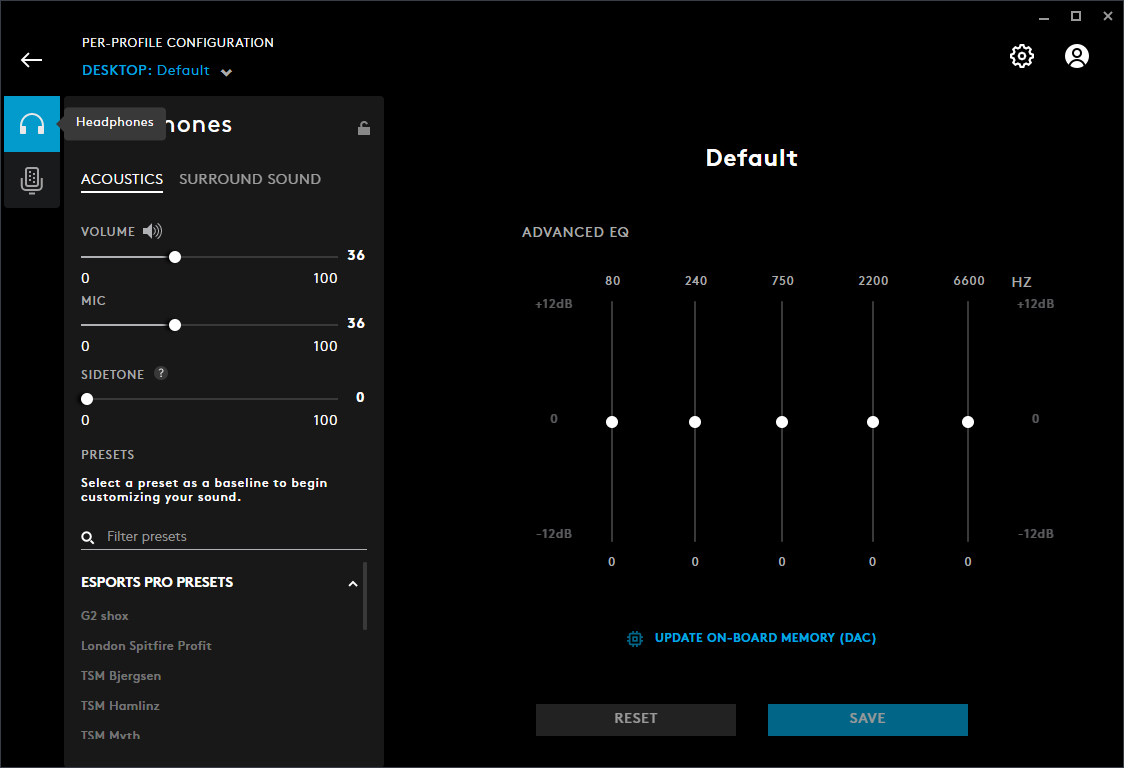 PER-PROFILE CONFIGURATION
DESKTOP: Default
Headphones
hones
ACOUSTICS SURROUND SOUND
VOLUME
36
0 100
MIC
36
0 100
SIDETONE ?
0
0 100
PRESETS
Select a preset as a baseline to begin
customizing your sound.
Filter presets
ESPORTS PRO PRESETS
G2 shox
London Spitfire Profit
TSM Bjergsen
TSM Hamlinz
TSM Myth
Default
ADVANCED EQ
80 240 750 2200 6600 HZ
+12dB +12dB
0 0
-12dB -12dB
0 0 0 0 0
UPDATE ON-BOARD MEMORY (DAC)
RESET SAVE